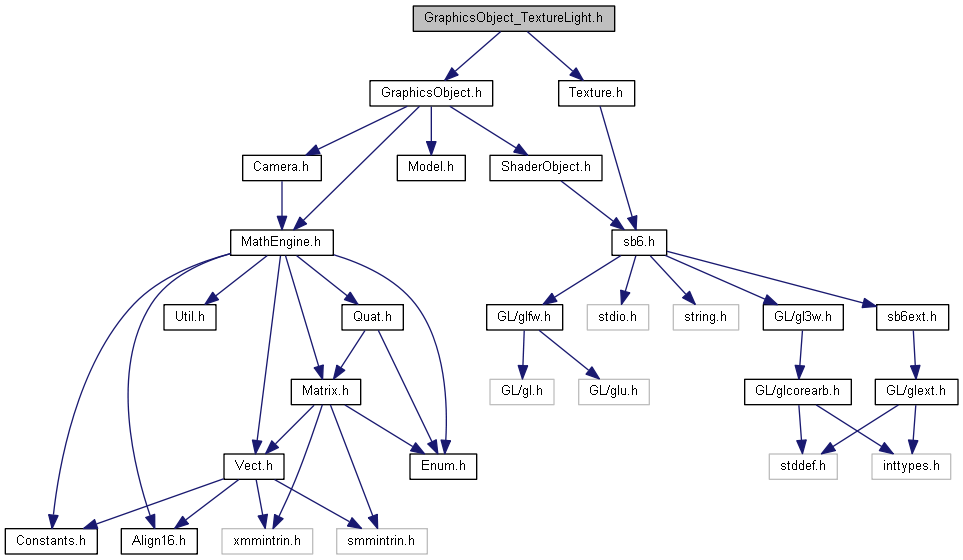 GraphicsObject_TextureLight.h
GraphicsObject.h
Texture.h
Camera.h
Model.h
ShaderObject.h
MathEngine.h
sb6.h
Util.h
Quat.h
GL/glfw.h
stdio.h
string.h
GL/gl3w.h
sb6ext.h
Matrix.h
GL/gl.h
GL/glu.h
GL/glcorearb.h
GL/glext.h
Vect.h
Enum.h
stddef.h
inttypes.h
Constants.h
Align16.h
xmmintrin.h
smmintrin.h